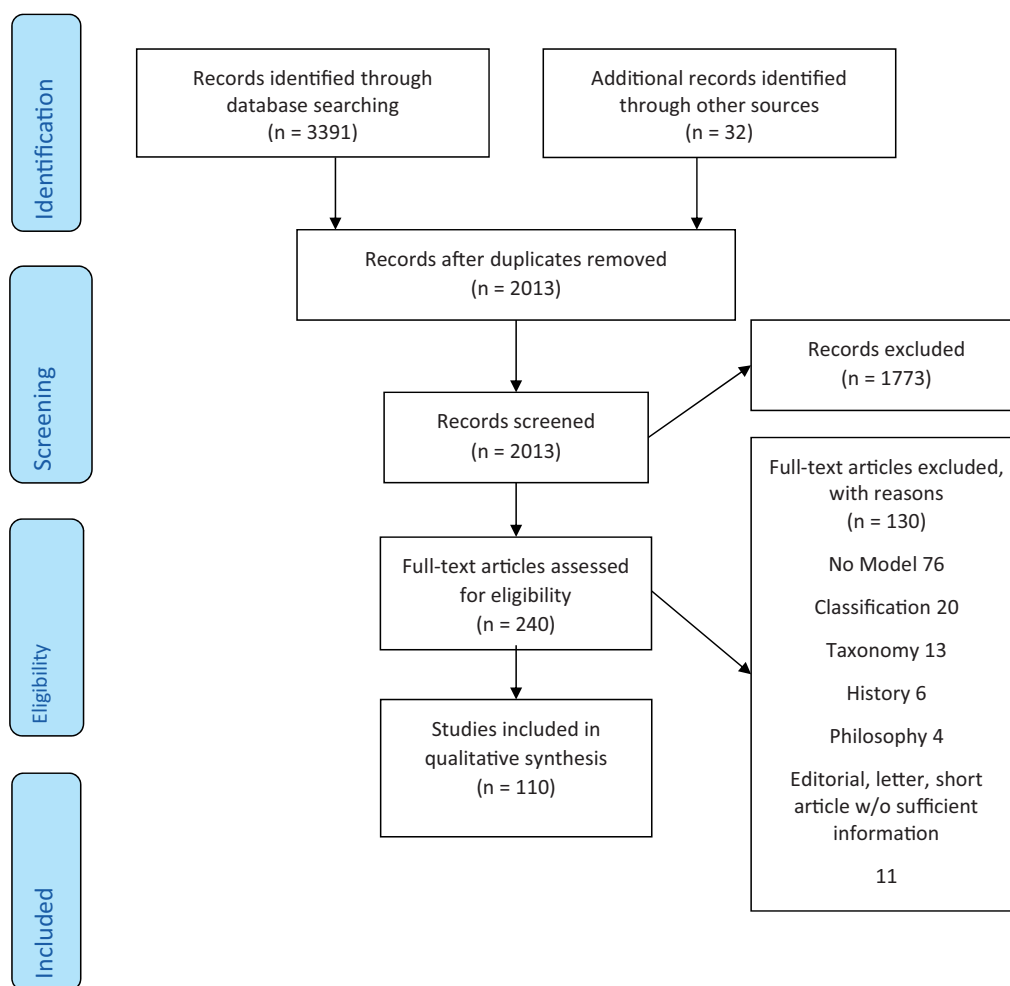 Identification
Records identified through
database searching
(n = 3391)
Additional records identified
through other sources
(n = 32)
Records after duplicates removed
(n = 2013)
Screening
Records screened
(n = 2013)
Records excluded
(n = 1773)
Eligibility
Full-text articles assessed
for eligibility
(n = 240)
Full-text articles excluded,
with reasons
(n = 130)
No Model 76
Classification 20
Taxonomy 13
History 6
Philosophy 4
Editorial, letter, short
article w/o sufficient
information
11
Included
Studies included in
qualitative synthesis
(n = 110)